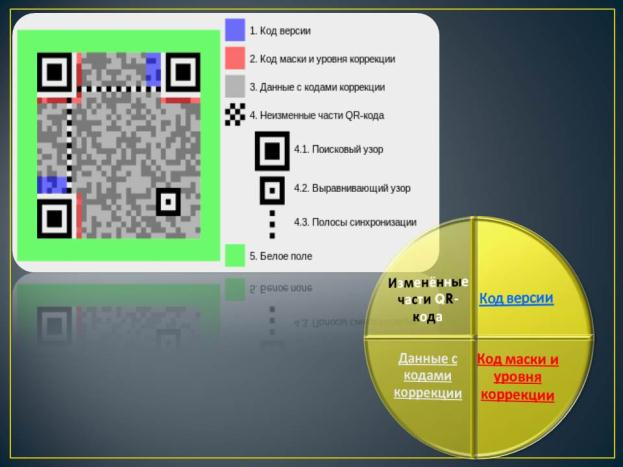 1. Код версии
2. Код маски и уровня коррекции
3. Данные с кодами коррекции
4. Неизменные части QR-кода
4.1. Поисковый узор
4.2. Выравнивающий узор
4.3. Полосы синхронизации
5. Белое поле
Изменённые
части QR-
кода
Код версии
Данные с
кодами
коррекции
Код маски и
уровня
коррекции